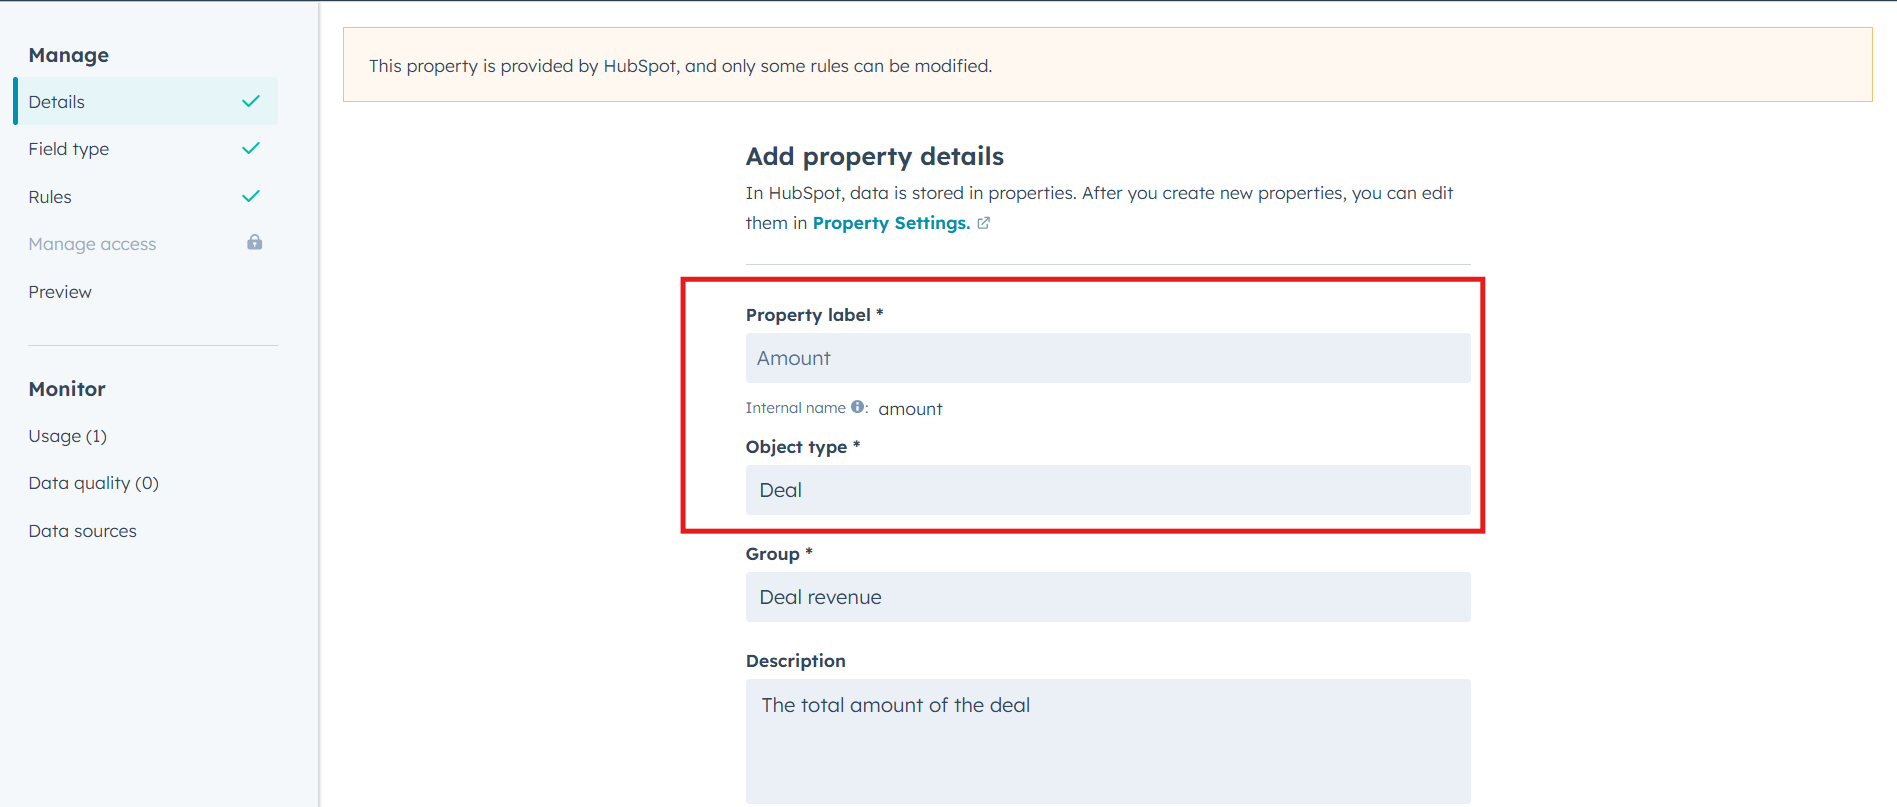 Manage
Details
Field type
Rules
Manage access
Preview
Monitor
Usage (1)
Data quality (0)
Data sources
This property is provided by HubSpot, and only some rules can be modified.
Add property details
In HubSpot, data is stored in properties. After you create new properties, you can edit
them in Property Settings.
Property label *
Amount
Internal name : amount
Object type *
Deal
Group *
Deal revenue
Description
The total amount of the deal